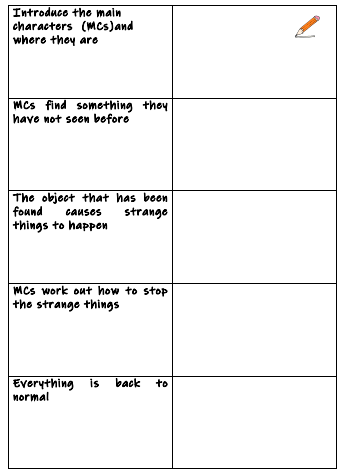 Introduce the main
characters (MCs)and
where they are
MCs find something they
have not seen before
The object that has been
found causes strange
things to happen
MCs work out how to stop
the strange things
Everything is back to
normal